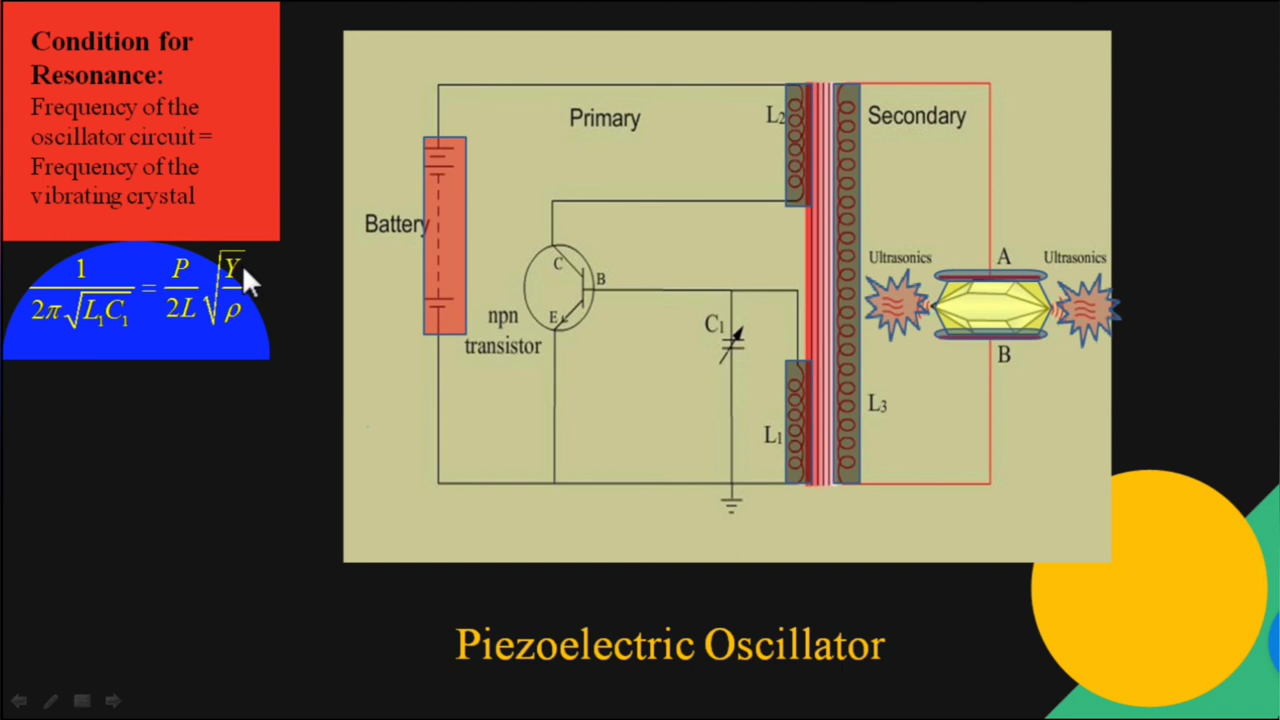 Condition for
Resonance:
Frequency of the
oscillator circuit =
Frequency of the
vibrating crystal
1 / 2π√L₁C₁ = P / 2L √Y / ρ
Primary
L₂
Secondary
Battery
C
B
E
npn
transistor
C₁
L₁
L₃
Ultrasonics
A
Ultrasonics
B
Piezoelectric Oscillator